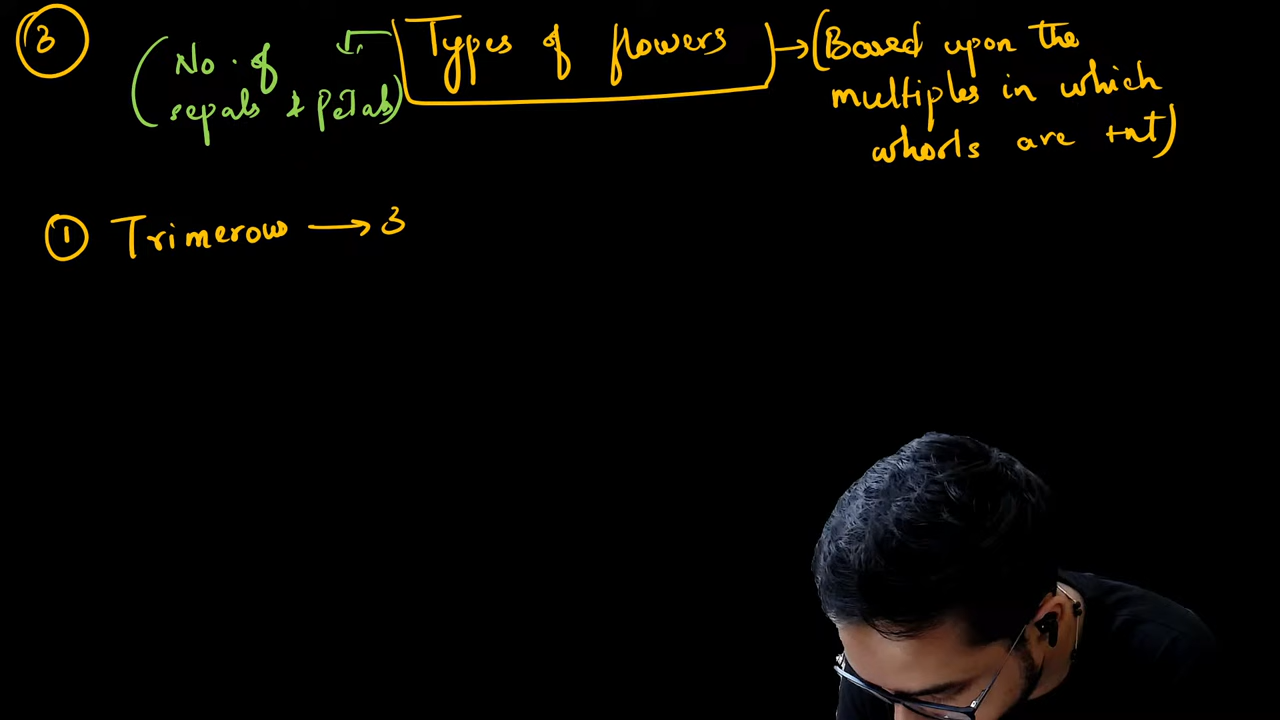 3
Types of flowers → (Based upon the
multiples in which
whorls are +nt)
(No. of
sepals & petals)
1 Trimerous → 3